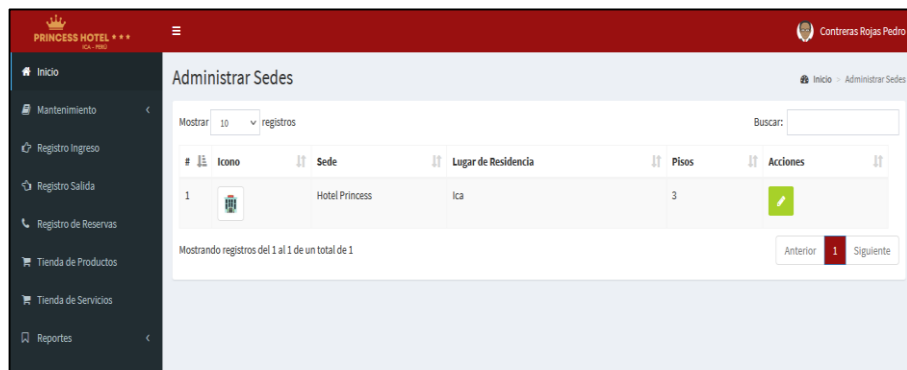 PRINCESS HOTEL ★ ★ ★
ICA - PERÚ
Contreras Rojas Pedro
Inicio
Mantenimiento
Registro Ingreso
Registro Salida
Registro de Reservas
Tienda de Productos
Tienda de Servicios
Reportes
Administrar Sedes
Inicio > Administrar Sedes
Mostrar 10 registros
Buscar:
# Icono Sede Lugar de Residencia Pisos Acciones
1 Hotel Princess Ica 3
Mostrando registros del 1 al 1 de un total de 1
Anterior 1 Siguiente